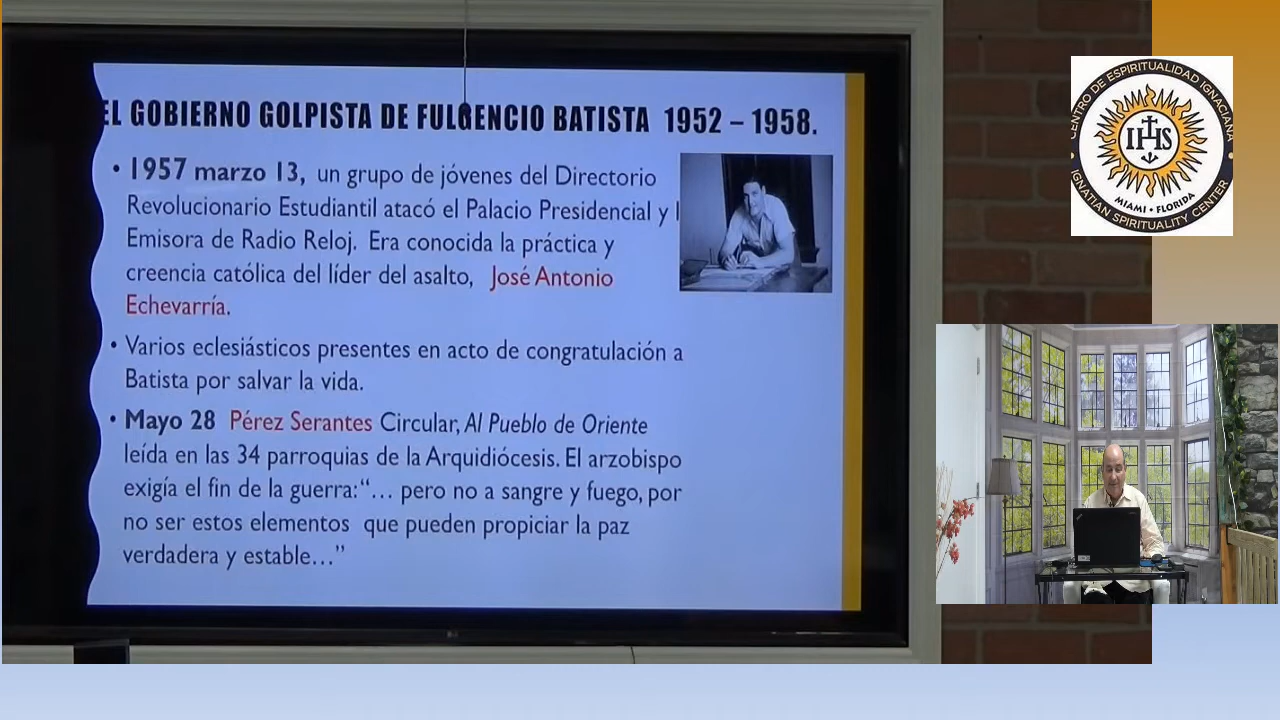 EL GOBIERNO GOLPISTA DE FULGENCIO BATISTA 1952 – 1958.
• 1957 marzo 13, un grupo de jóvenes del Directorio
Revolucionario Estudiantil atacó el Palacio Presidencial y
Emisora de Radio Reloj. Era conocida la práctica y
creencia católica del líder del asalto, José Antonio
Echevarría.
• Varios eclesiásticos presentes en acto de congratulación a
Batista por salvar la vida.
• Mayo 28 Pérez Serantes Circular, Al Pueblo de Oriente
leída en las 34 parroquias de la Arquidiócesis. El arzobispo
exigía el fin de la guerra: “… pero no a sangre y fuego, por
no ser estos elementos que pueden propiciar la paz
verdadera y estable…”
CENTRO DE ESPIRITUALIDAD IGNACIANA
IHS
MIAMI • FLORIDA
IGNATIAN SPIRITUALITY CENTER